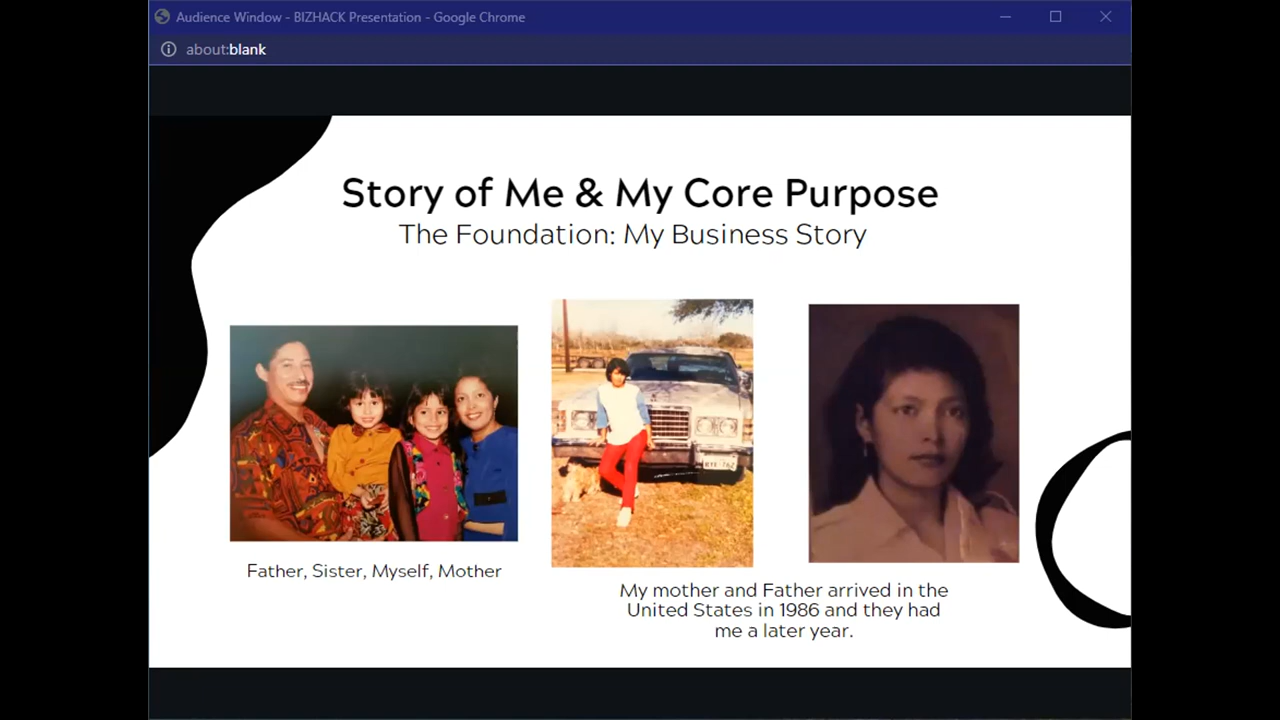 Audience Window - BIZHACK Presentation - Google Chrome
about:blank
Story of Me & My Core Purpose
The Foundation: My Business Story
Father, Sister, Myself, Mother
My mother and Father arrived in the
United States in 1986 and they had
me a later year.